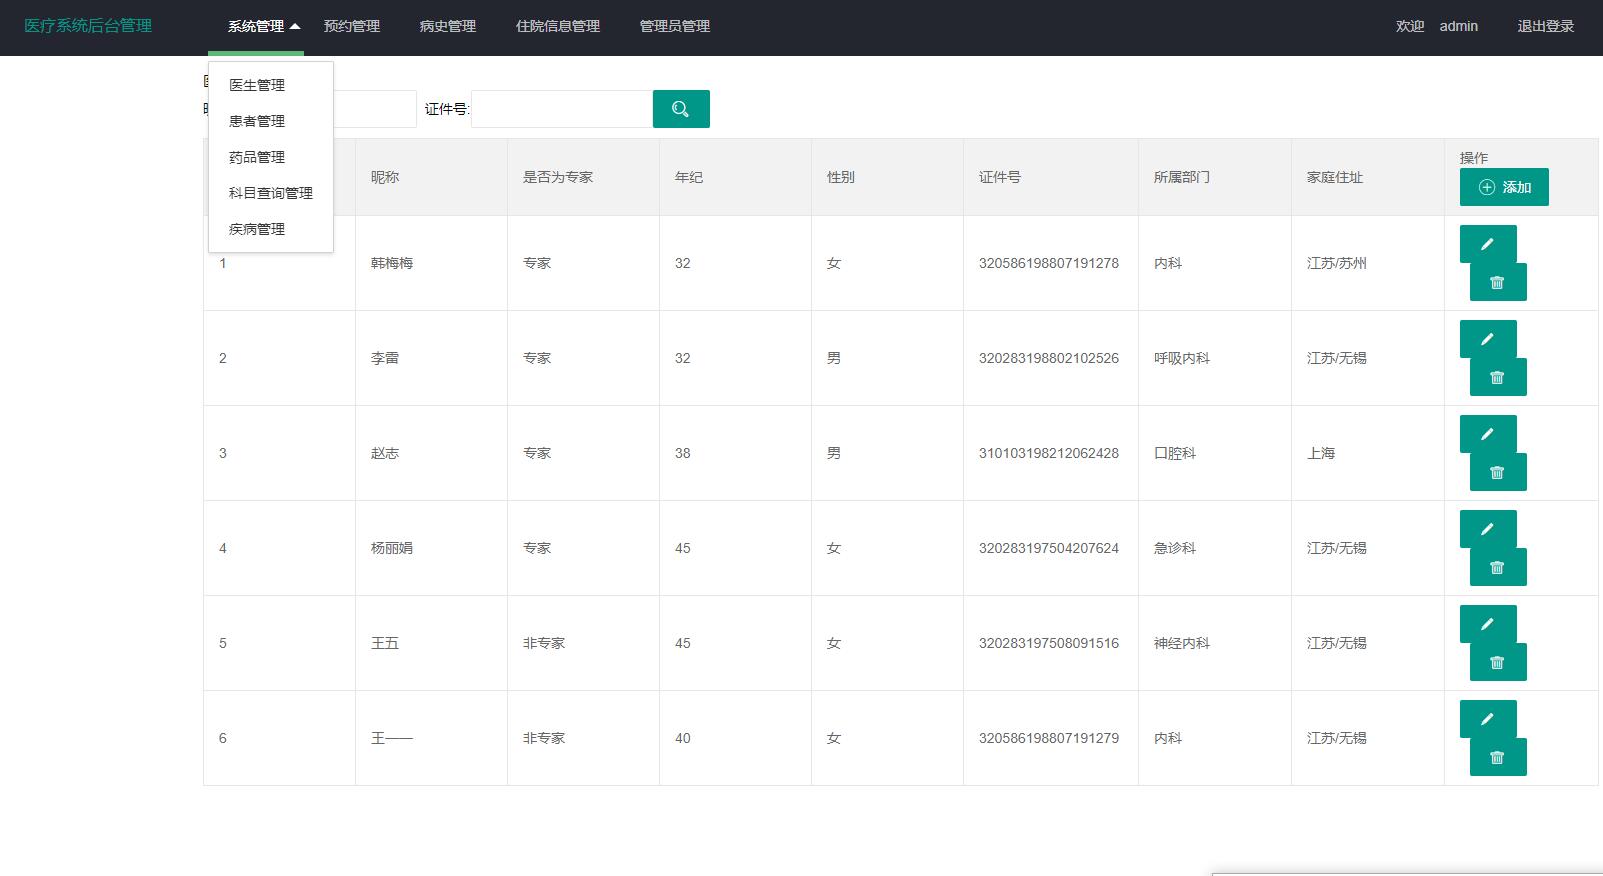 医疗系统后台管理 系统管理 预约管理 病史管理 住院信息管理 管理员管理 欢迎 admin 退出登录
医生管理
患者管理
药品管理
科目查询管理
疾病管理
证件号:
昵称 是否为专家 年纪 性别 证件号 所属部门 家庭住址 操作
添加
1 韩梅梅 专家 32 女 320586198807191278 内科 江苏/苏州
2 李雷 专家 32 男 320283198802102526 呼吸内科 江苏/无锡
3 赵志 专家 38 男 310103198212062428 口腔科 上海
4 杨丽娟 专家 45 女 320283197504207624 急诊科 江苏/无锡
5 王五 非专家 45 女 320283197508091516 神经内科 江苏/无锡
6 王一一 非专家 40 女 320586198807191279 内科 江苏/无锡